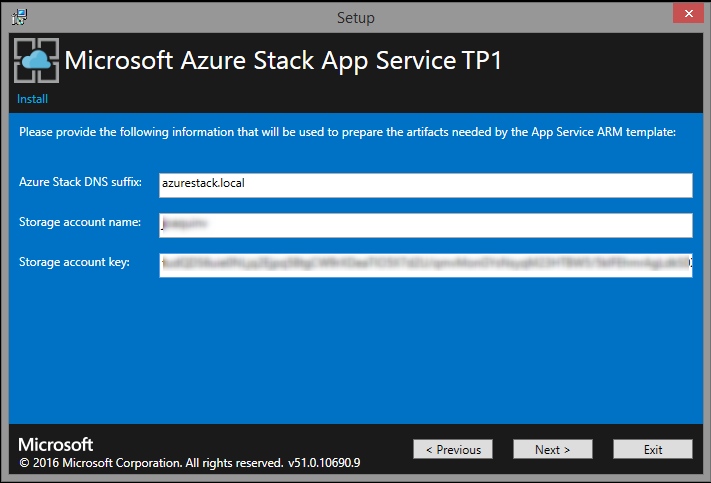 Setup
Microsoft Azure Stack App Service TP1
Install
Please provide the following information that will be used to prepare the artifacts needed by the App Service ARM template:
Azure Stack DNS suffix: azurestack.local
Storage account name:
Storage account key:
Microsoft
© 2016 Microsoft Corporation. All rights reserved. v51.0.10690.9
< Previous Next > Exit